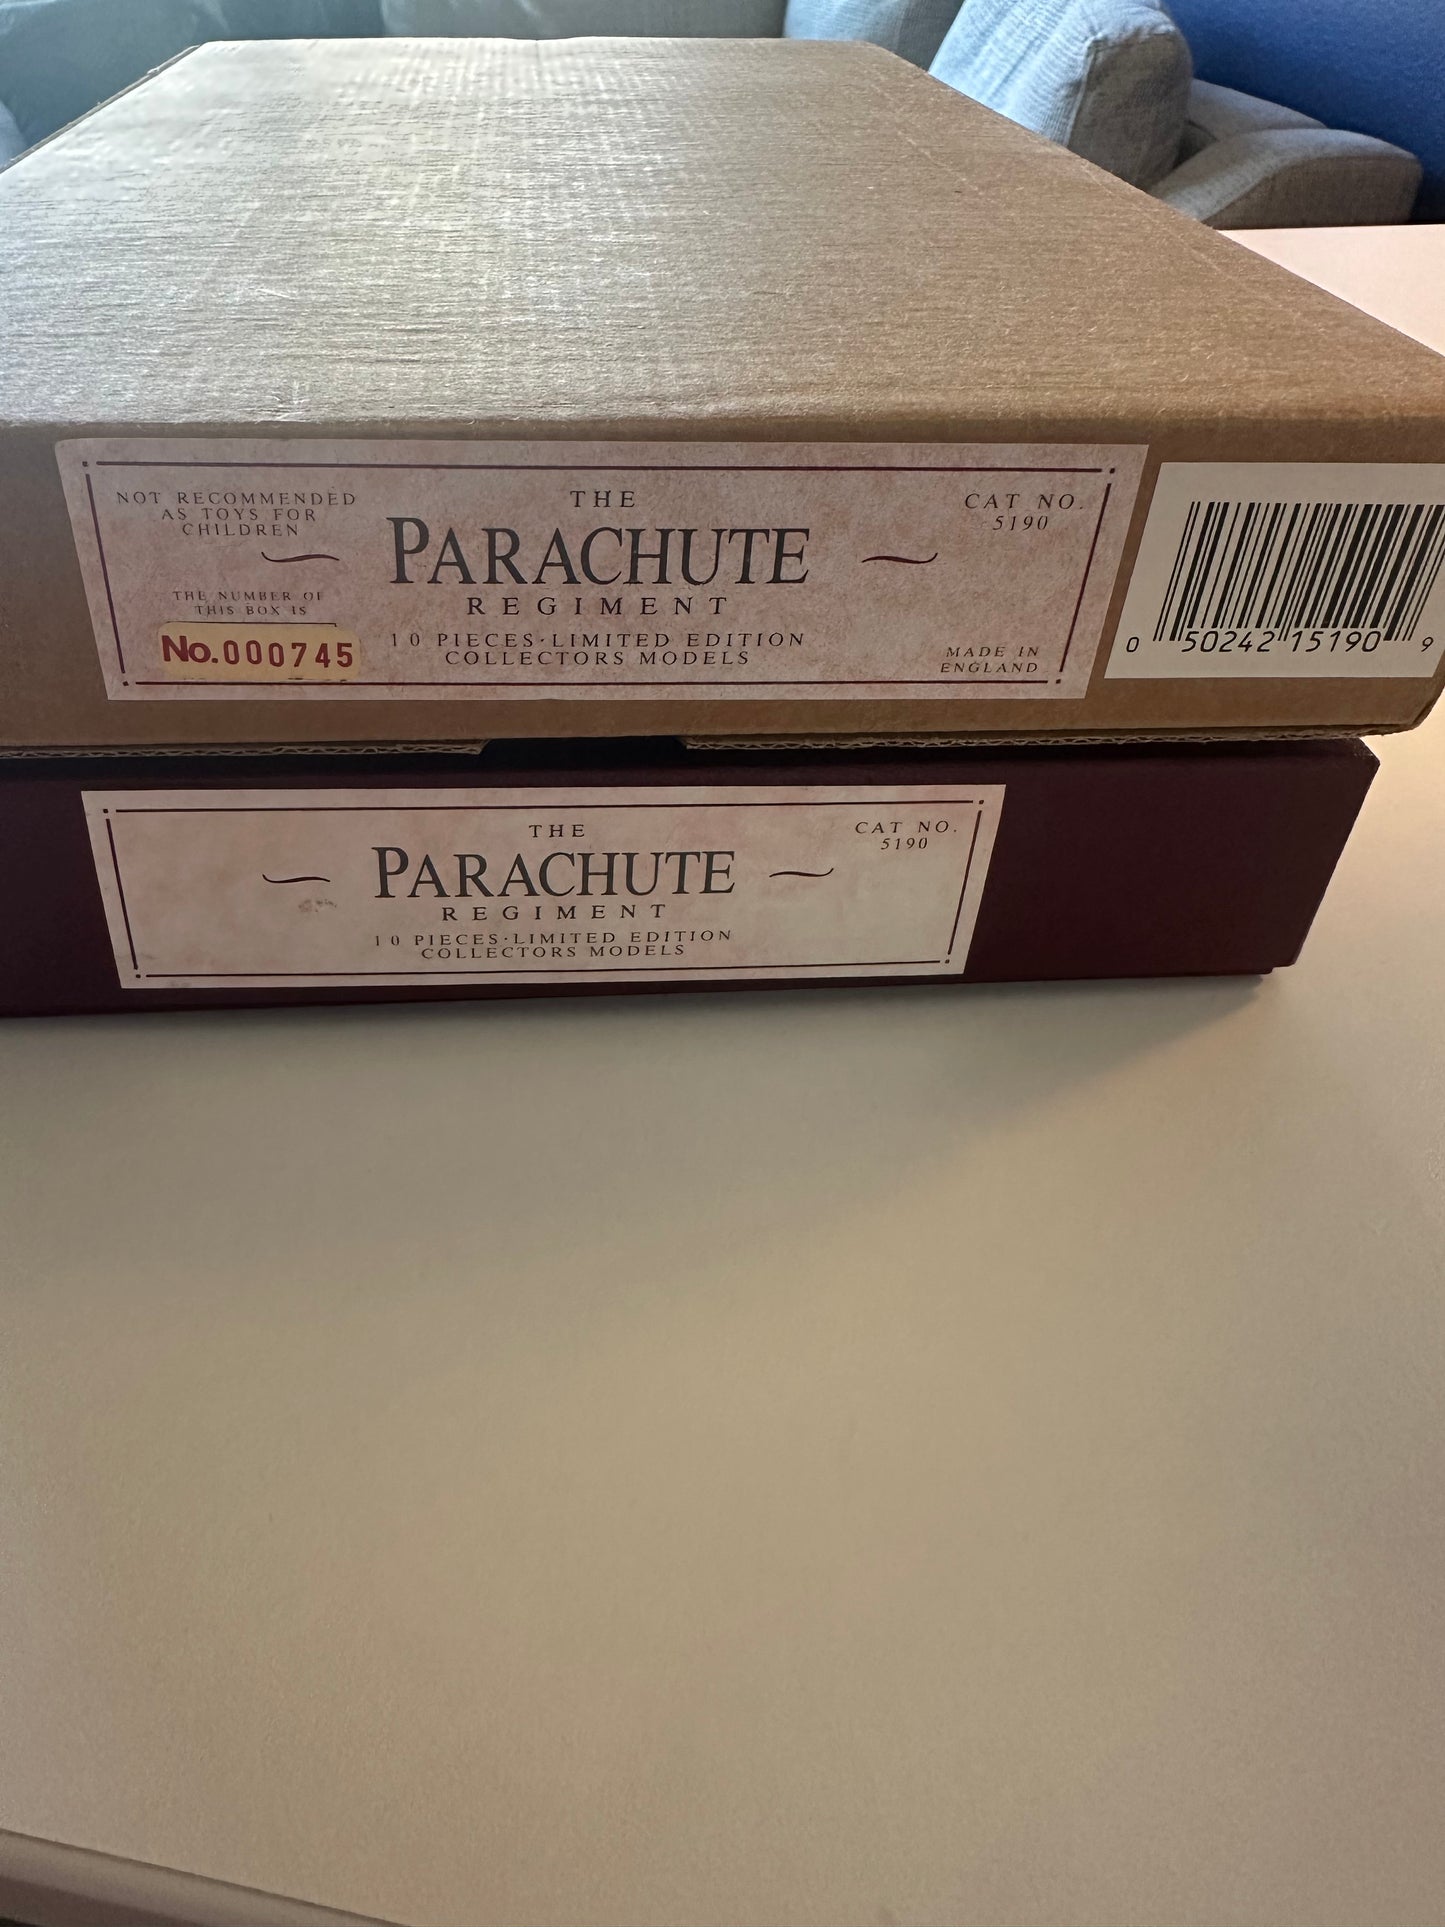 NOT RECOMMENDED
AS TOYS FOR
CHILDREN
THE NUMBER OF
THIS BOX IS
No.000745
THE
PARACHUTE
REGIMENT
10 PIECES·LIMITED EDITION
COLLECTORS MODELS
CAT NO.
5190
MADE IN
ENGLAND
0 50242 15190 9
THE
PARACHUTE
REGIMENT
10 PIECES·LIMITED EDITION
COLLECTORS MODELS
CAT NO.
5190